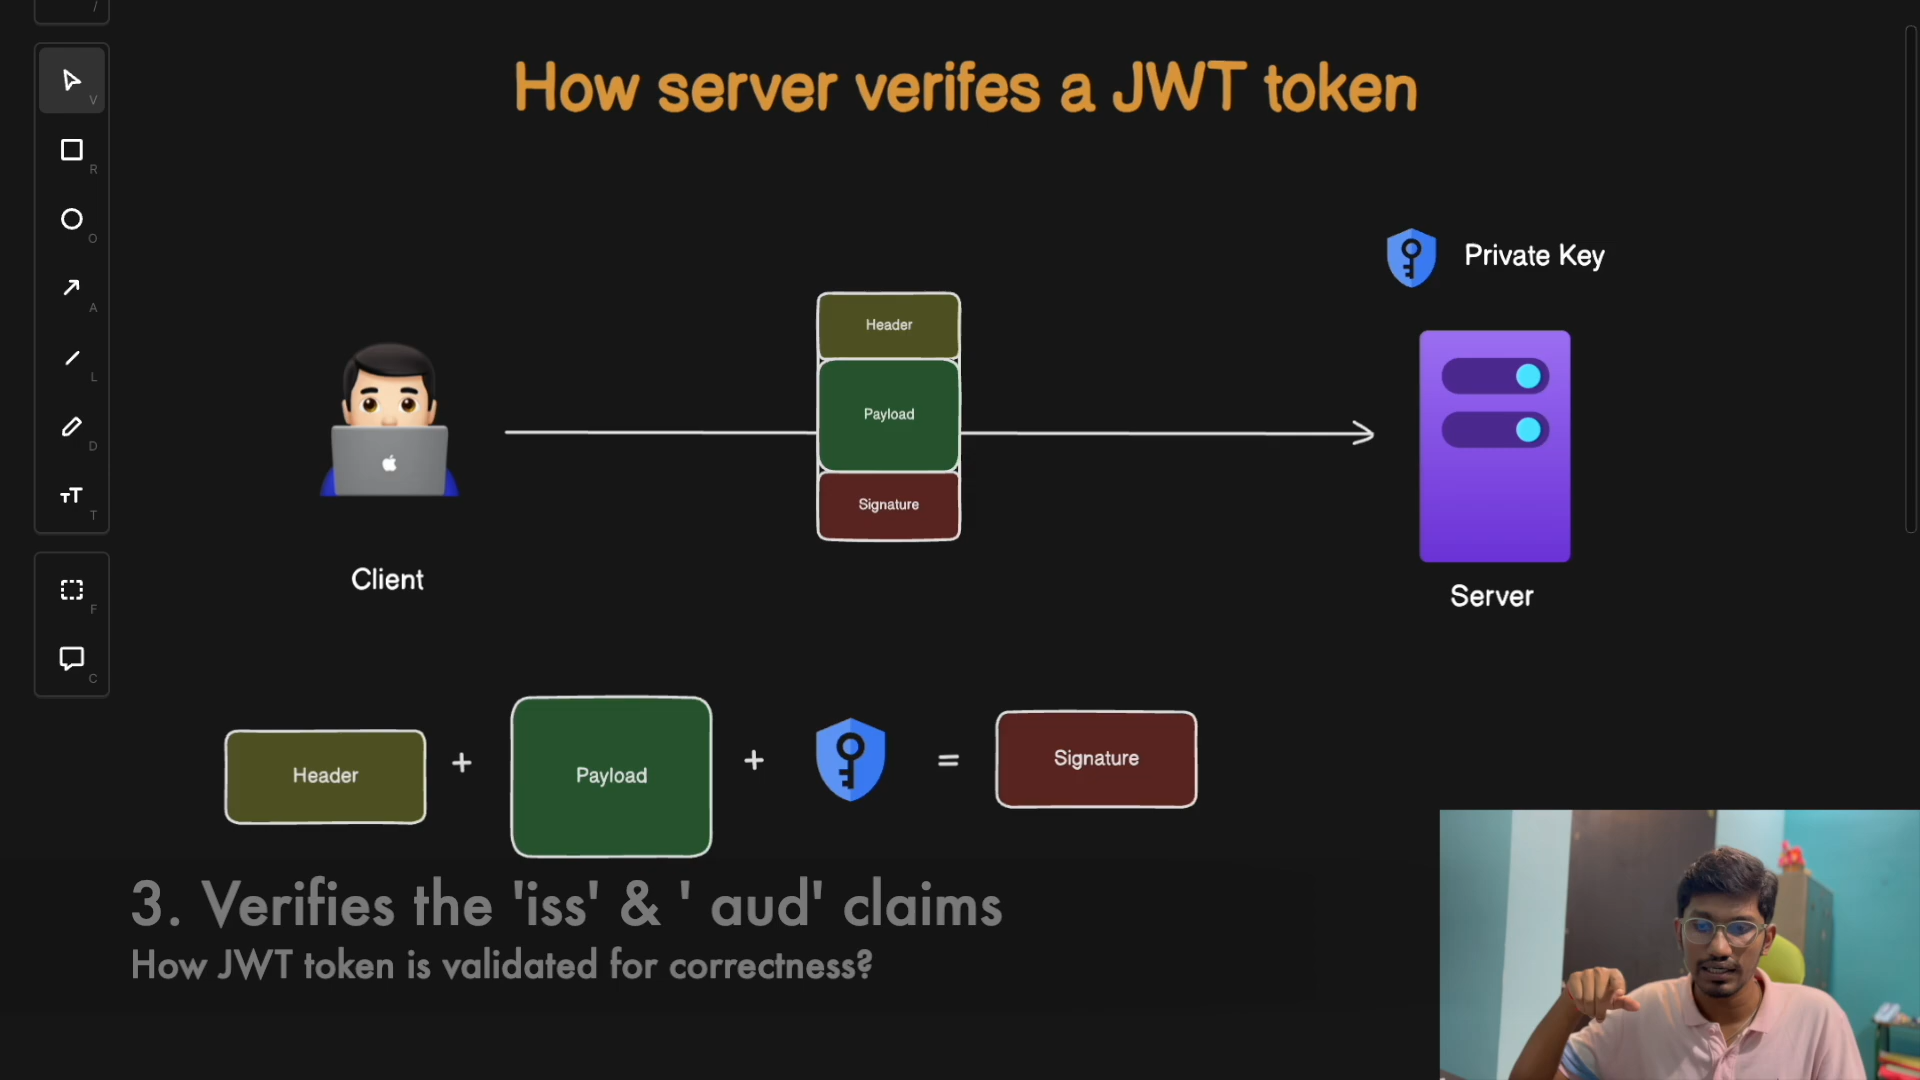 /
How server verifes a JWT token
V
R
O
A
L
D
T
F
C
Private Key
Header
Payload
Signature
Client
Server
Header + Payload + = Signature
3. Verifies the 'iss' & ' aud' claims
How JWT token is validated for correctness?